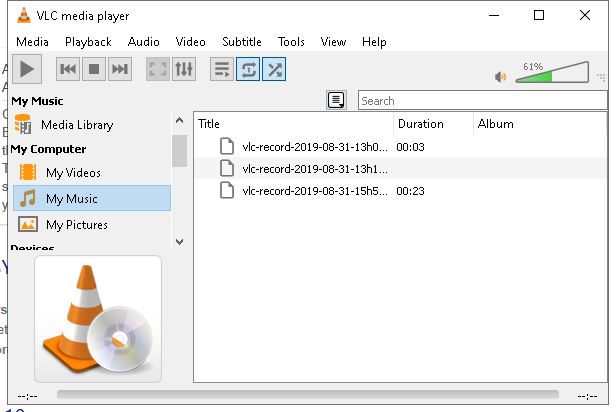 VLC media player
Media Playback Audio Video Subtitle Tools View Help
61%
My Music
Search
Media Library
Title Duration Album
My Computer
vlc-record-2019-08-31-13h0... 00:03
My Videos
vlc-record-2019-08-31-13h1...
My Music
vlc-record-2019-08-31-15h5... 00:23
My Pictures
Devices
--:-- --:--